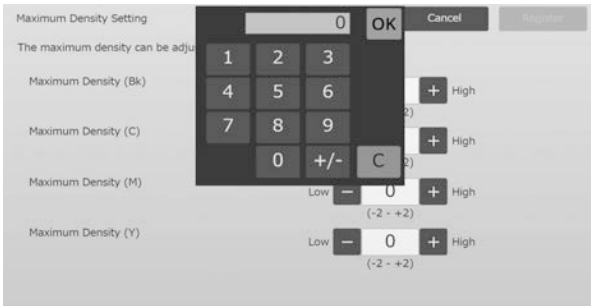 Maximum Density Setting
0
OK
Cancel
Register
The maximum density can be adju
1 2 3
Maximum Density (Bk)
4 5 6
+ High
2)
Maximum Density (C)
7 8 9
+ High
0 +/- C
2)
Maximum Density (M)
Low − 0 + High
(-2 - +2)
Maximum Density (Y)
Low − 0 + High
(-2 - +2)